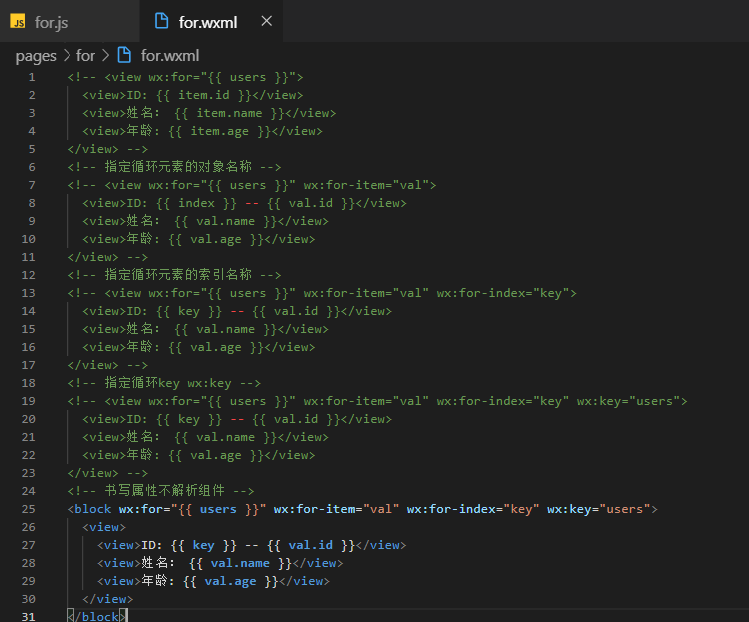 JS for.js
for.wxml ×
pages > for > for.wxml
1 <!-- <view wx:for="{{ users }}">
2 <view>ID: {{ item.id }}</view>
3 <view>姓名: {{ item.name }}</view>
4 <view>年龄: {{ item.age }}</view>
5 </view> -->
6 <!-- 指定循环元素的对象名称 -->
7 <!-- <view wx:for="{{ users }}" wx:for-item="val">
8 <view>ID: {{ index }} -- {{ val.id }}</view>
9 <view>姓名: {{ val.name }}</view>
10 <view>年龄: {{ val.age }}</view>
11 </view> -->
12 <!-- 指定循环元素的索引名称 -->
13 <!-- <view wx:for="{{ users }}" wx:for-item="val" wx:for-index="key">
14 <view>ID: {{ key }} -- {{ val.id }}</view>
15 <view>姓名: {{ val.name }}</view>
16 <view>年龄: {{ val.age }}</view>
17 </view> -->
18 <!-- 指定循环key wx:key -->
19 <!-- <view wx:for="{{ users }}" wx:for-item="val" wx:for-index="key" wx:key="users">
20 <view>ID: {{ key }} -- {{ val.id }}</view>
21 <view>姓名: {{ val.name }}</view>
22 <view>年龄: {{ val.age }}</view>
23 </view> -->
24 <!-- 书写属性不解析组件 -->
25 <block wx:for="{{ users }}" wx:for-item="val" wx:for-index="key" wx:key="users">
26 <view>
27 <view>ID: {{ key }} -- {{ val.id }}</view>
28 <view>姓名: {{ val.name }}</view>
29 <view>年龄: {{ val.age }}</view>
30 </view>
31 </block>